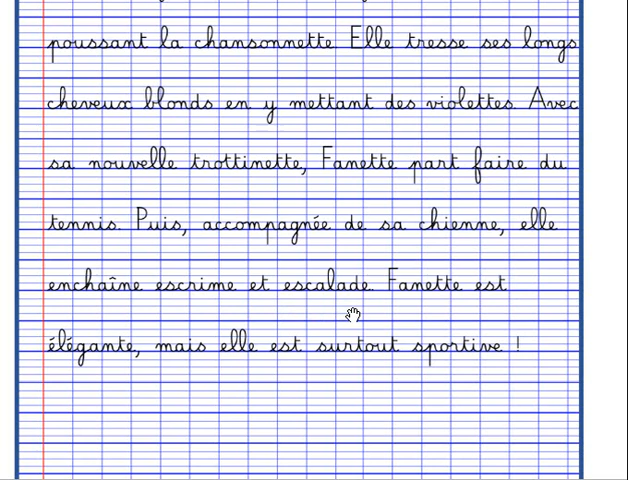 poussant la chansonnette. Elle tresse ses longs
cheveux blonds en y mettant des violettes. Avec
sa nouvelle trottinette, Fanette part faire du
tennis. Puis, accompagnée de sa chienne, elle
enchaîne escrime et escalade. Fanette est
élégante, mais elle est surtout sportive !